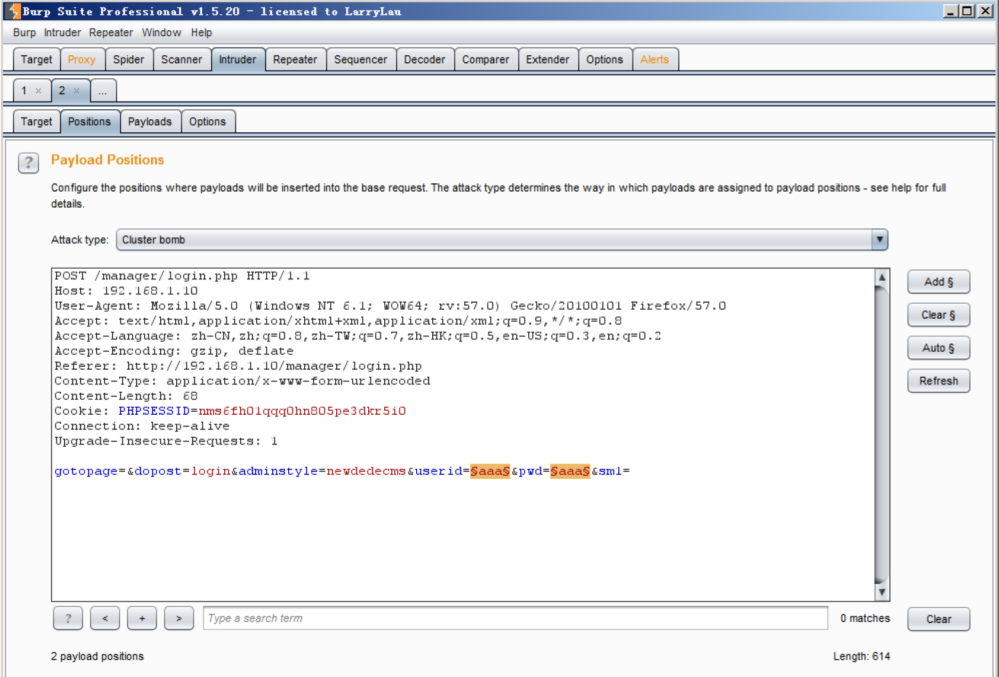 Burp Suite Professional v1.5.20 - licensed to LarryLau
Burp Intruder Repeater Window Help
Target Proxy Spider Scanner Intruder Repeater Sequencer Decoder Comparer Extender Options Alerts
1 × 2 × ...
Target Positions Payloads Options
? Payload Positions
Configure the positions where payloads will be inserted into the base request. The attack type determines the way in which payloads are assigned to payload positions - see help for full
details.
Attack type: Cluster bomb
POST /manager/login.php HTTP/1.1
Host: 192.168.1.10
User-Agent: Mozilla/5.0 (Windows NT 6.1; WOW64; rv:57.0) Gecko/20100101 Firefox/57.0
Accept: text/html,application/xhtml+xml,application/xml;q=0.9,*/*;q=0.8
Accept-Language: zh-CN,zh;q=0.8,zh-TW;q=0.7,zh-HK;q=0.5,en-US;q=0.3,en;q=0.2
Accept-Encoding: gzip, deflate
Referer: http://192.168.1.10/manager/login.php
Content-Type: application/x-www-form-urlencoded
Content-Length: 68
Cookie: PHPSESSID=nms6fh01qqq0hn805pe3dkr5i0
Connection: keep-alive
Upgrade-Insecure-Requests: 1
gotopage=&dopost=login&adminstyle=newdedecms&userid=§aaa§&pwd=§aaa§&sm1=
Add §
Clear §
Auto §
Refresh
? < + > Type a search term 0 matches Clear
2 payload positions Length: 614